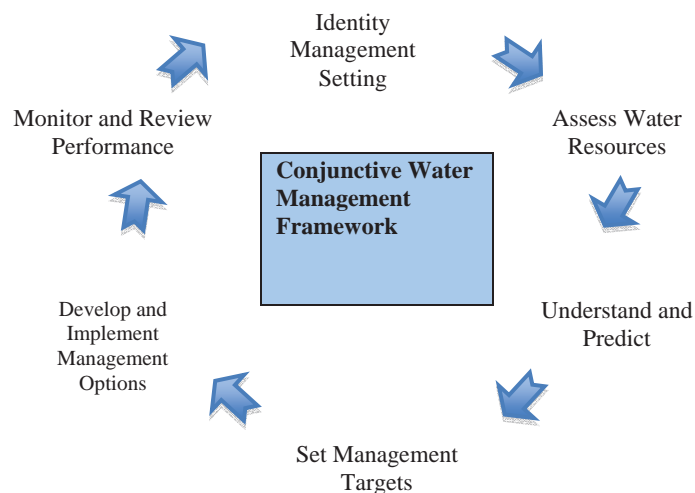 Identity
Management
Setting
Assess Water
Resources
Understand and
Predict
Set Management
Targets
Develop and
Implement
Management
Options
Monitor and Review
Performance
Conjunctive Water
Management
Framework